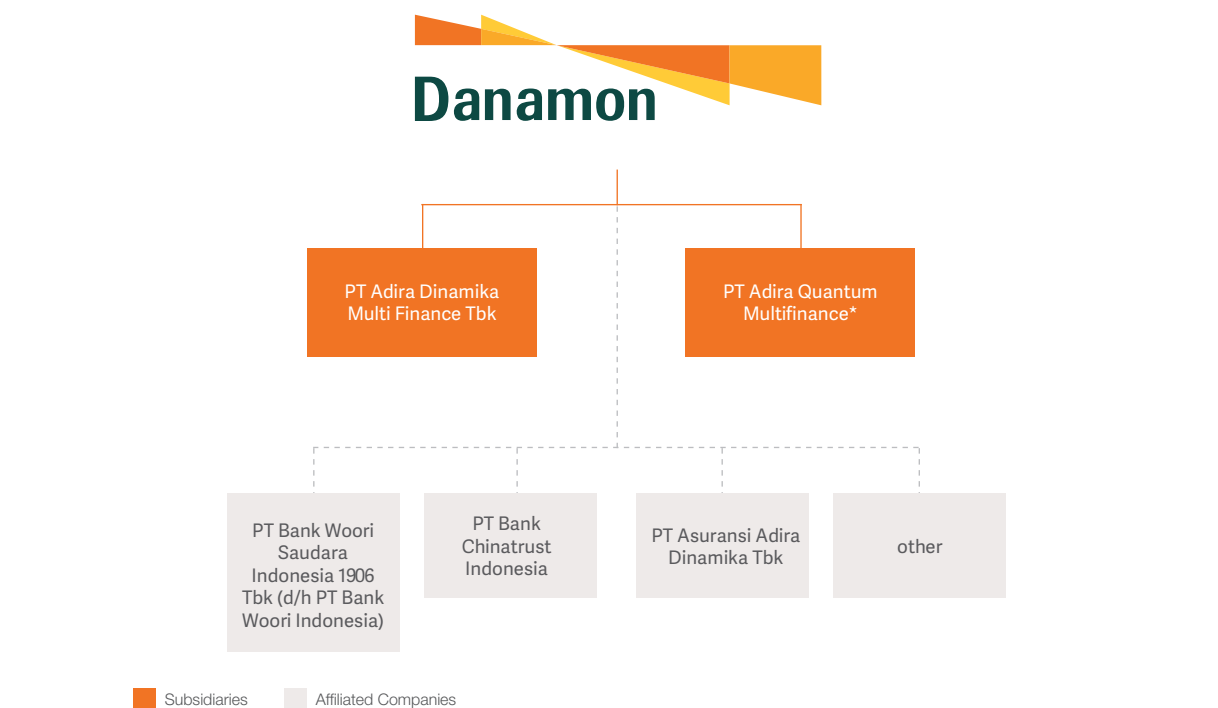 Danamon
PT Adira Dinamika
Multi Finance Tbk
PT Adira Quantum
Multifinance*
PT Bank Woori
Saudara
Indonesia 1906
Tbk (d/h PT Bank
Woori Indonesia)
PT Bank
Chinatrust
Indonesia
PT Asuransi Adira
Dinamika Tbk
other
Subsidiaries
Affiliated Companies